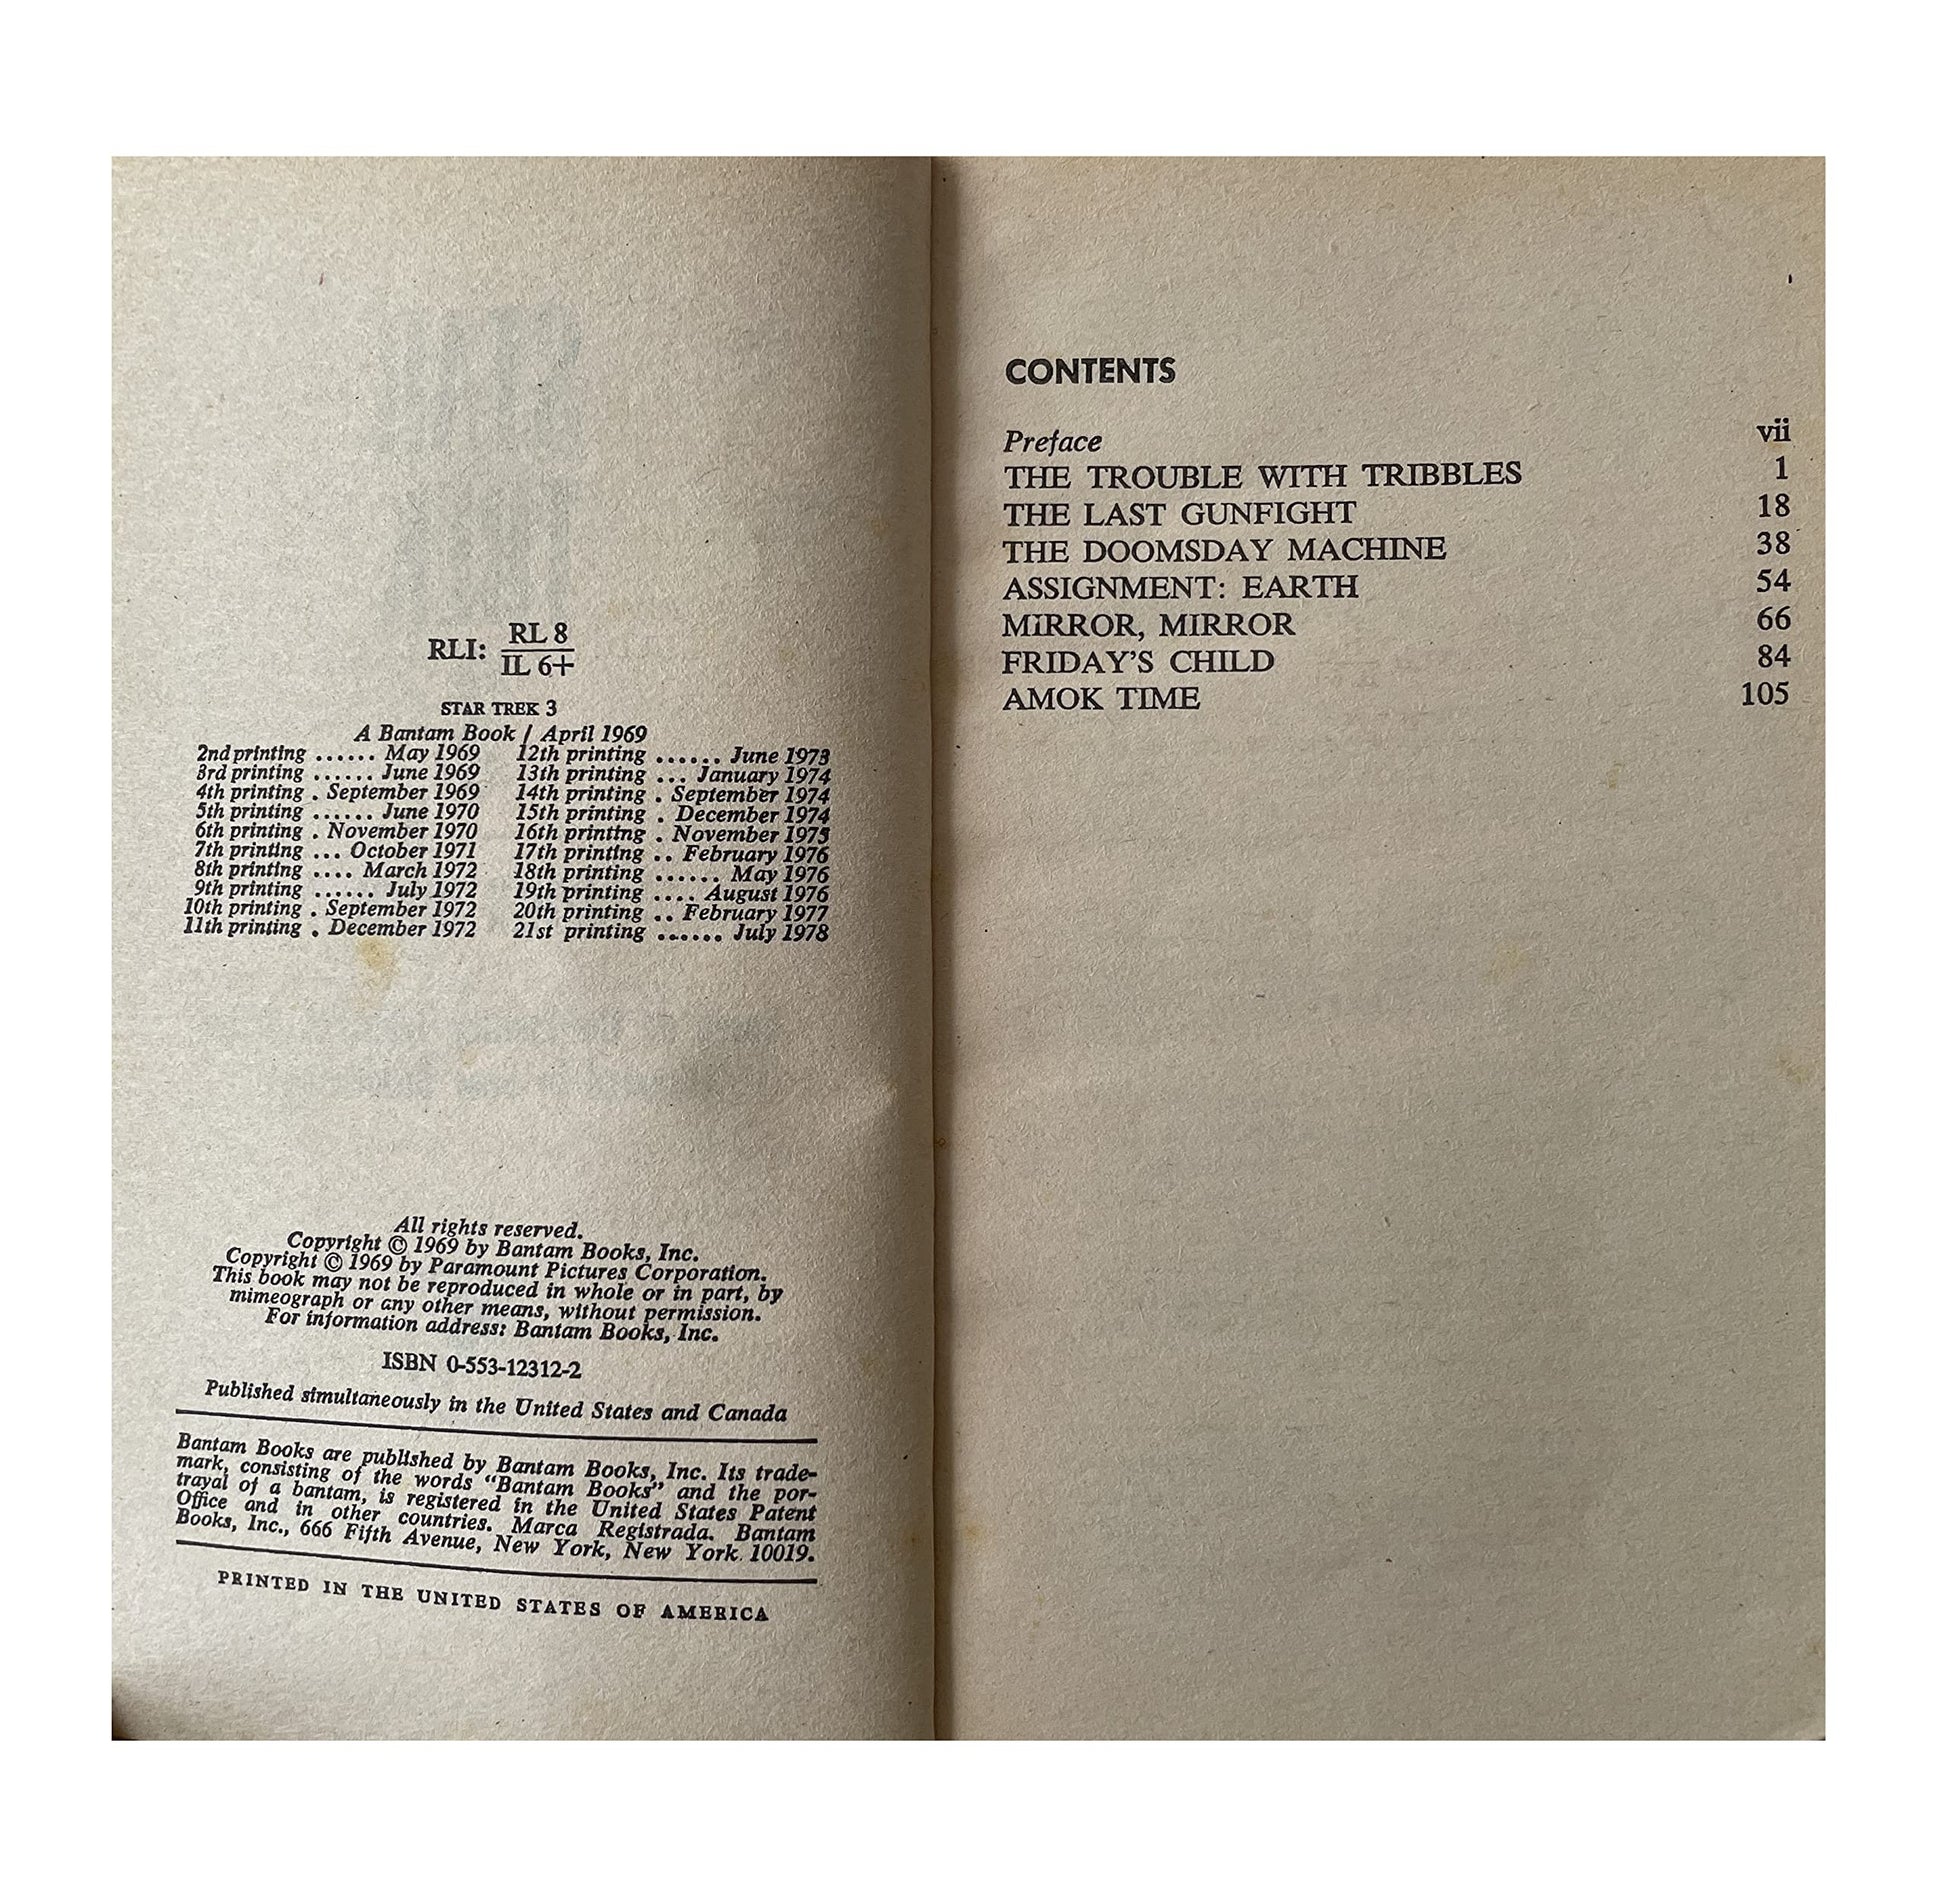 RLI: RL 8
IL 6+
STAR TREK 3
A Bantam Book / April 1969
2nd printing ...... May 1969
3rd printing ...... June 1969
4th printing . September 1969
5th printing ...... June 1970
6th printing . November 1970
7th printing ... October 1971
8th printing .... March 1972
9th printing ...... July 1972
10th printing . September 1972
11th printing . December 1972
12th printing ...... June 1973
13th printing ... January 1974
14th printing . September 1974
15th printing . December 1974
16th printing . November 1975
17th printing .. February 1976
18th printing ...... May 1976
19th printing .... August 1976
20th printing .. February 1977
21st printing ...... July 1978
All rights reserved.
Copyright © 1969 by Bantam Books, Inc.
Copyright © 1969 by Paramount Pictures Corporation.
This book may not be reproduced in whole or in part, by
mimeograph or any other means, without permission.
For information address: Bantam Books, Inc.
ISBN 0-553-12312-2
Published simultaneously in the United States and Canada
Bantam Books are published by Bantam Books, Inc. Its trade-
mark, consisting of the words "Bantam Books" and the por-
trayal of a bantam, is registered in the United States Patent
Office and in other countries. Marca Registrada. Bantam
Books, Inc., 666 Fifth Avenue, New York, New York 10019.
PRINTED IN THE UNITED STATES OF AMERICA
CONTENTS
Preface vii
THE TROUBLE WITH TRIBBLES 1
THE LAST GUNFIGHT 18
THE DOOMSDAY MACHINE 38
ASSIGNMENT: EARTH 54
MIRROR, MIRROR 66
FRIDAY'S CHILD 84
AMOK TIME 105